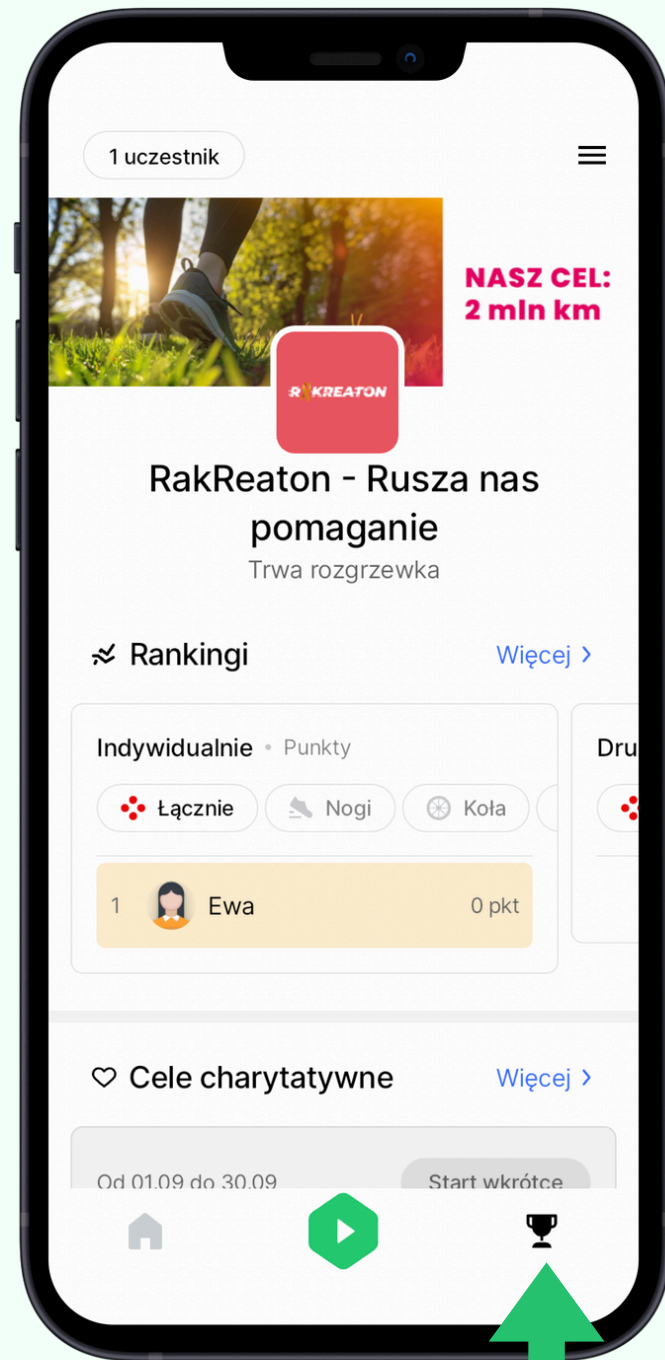 1 uczestnik
NASZ CEL:
2 mln km
R KREATON
RakReaton - Rusza nas
pomaganie
Trwa rozgrzewka
Rankingi
Więcej
Indywidualnie • Punkty
Dru
Łącznie
Nogi
Koła
1
Ewa
0 pkt
Cele charytatywne
Więcej
Od 01.09 do 30.09
Start wkrótce